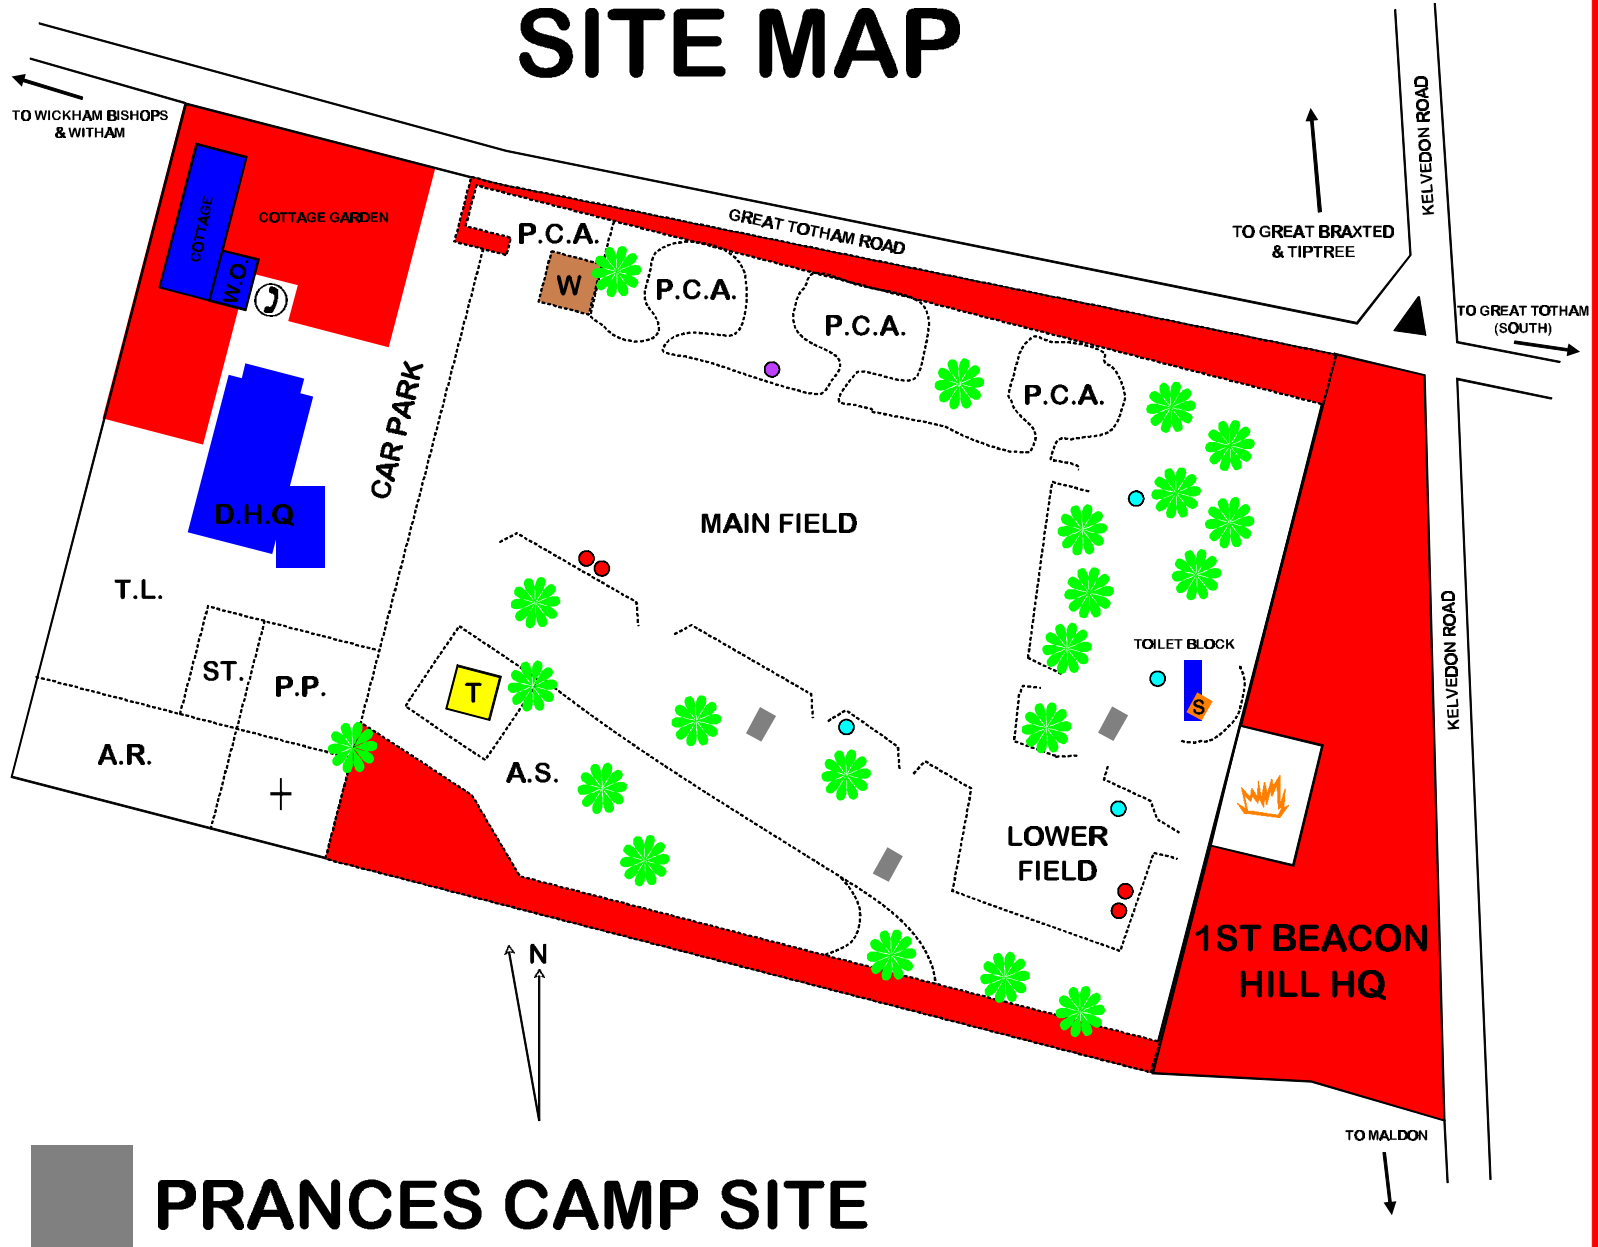 SITE MAP
TO WICKHAM BISHOPS
& WITHAM
KELVEDON ROAD
COTTAGE
COTTAGE GARDEN
W.O.
P.C.A.
GREAT TOTHAM ROAD
TO GREAT BRAXTED
& TIPTREE
TO GREAT TOTHAM
(SOUTH)
W
P.C.A.
P.C.A.
P.C.A.
CAR PARK
D.H.Q
MAIN FIELD
T.L.
ST.
P.P.
T
TOILET BLOCK
S
KELVEDON ROAD
A.R.
A.S.
LOWER
FIELD
1ST BEACON
HILL HQ
N
TO MALDON
PRANCES CAMP SITE